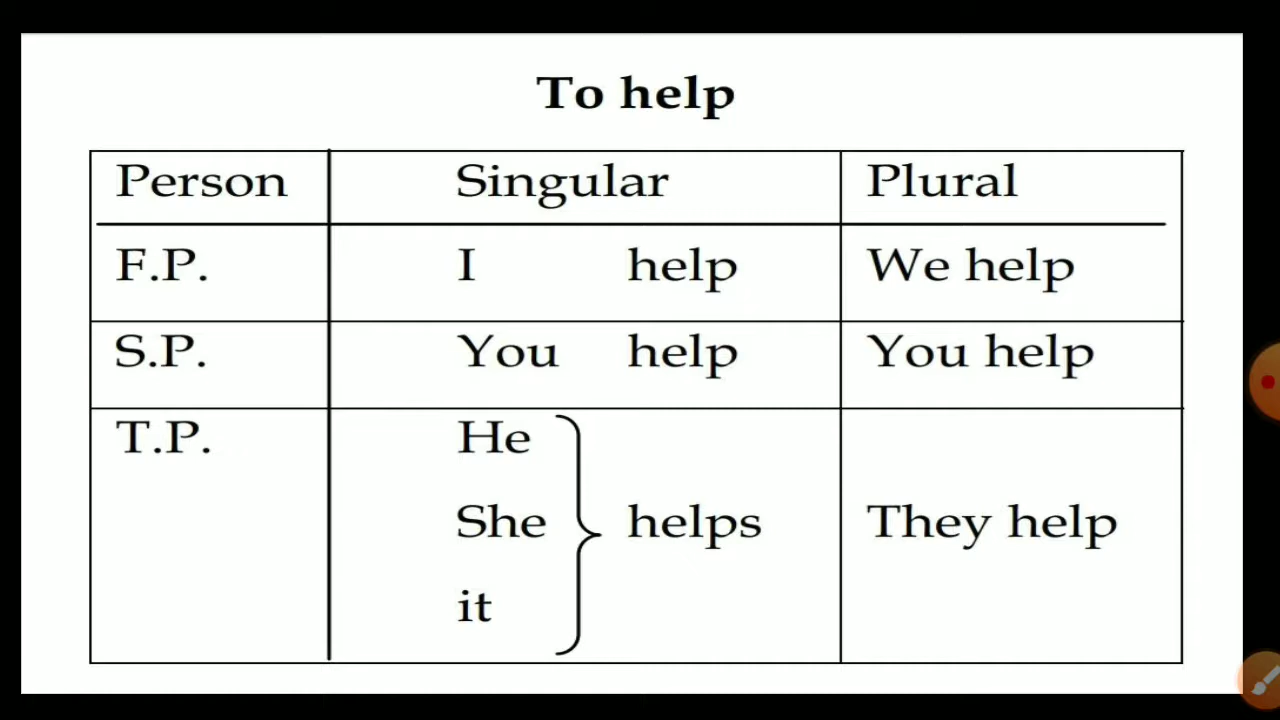 To help
Person Singular Plural
F.P. I help We help
S.P. You help You help
T.P. He
She helps They help
it